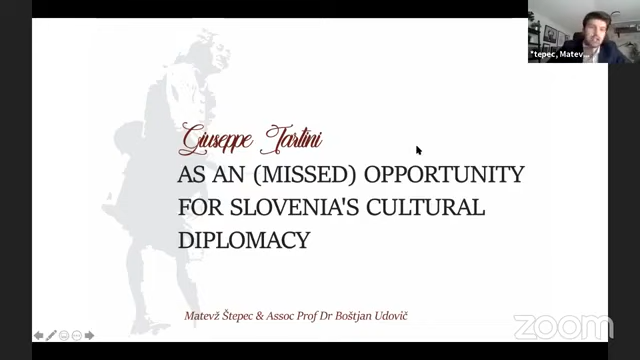 *tepec, Matev...
Giuseppe Tartini
AS AN (MISSED) OPPORTUNITY
FOR SLOVENIA'S CULTURAL
DIPLOMACY
Matevž Štepec & Assoc Prof Dr Boštjan Udovič
zoom